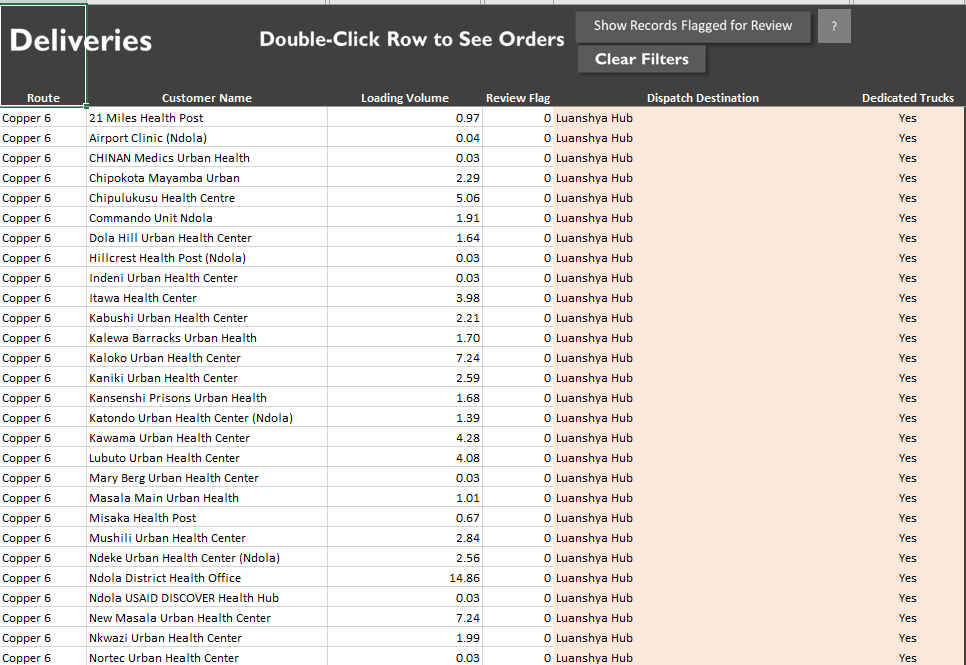 Deliveries
Double-Click Row to See Orders
Show Records Flagged for Review
?
Clear Filters
Route Customer Name Loading Volume Review Flag Dispatch Destination Dedicated Trucks
Copper 6 21 Miles Health Post 0.97 0 Luanshya Hub Yes
Copper 6 Airport Clinic (Ndola) 0.04 0 Luanshya Hub Yes
Copper 6 CHINAN Medics Urban Health 0.03 0 Luanshya Hub Yes
Copper 6 Chipokota Mayamba Urban 2.29 0 Luanshya Hub Yes
Copper 6 Chipulukusu Health Centre 5.06 0 Luanshya Hub Yes
Copper 6 Commando Unit Ndola 1.91 0 Luanshya Hub Yes
Copper 6 Dola Hill Urban Health Center 1.64 0 Luanshya Hub Yes
Copper 6 Hillcrest Health Post (Ndola) 0.03 0 Luanshya Hub Yes
Copper 6 Indeni Urban Health Center 0.03 0 Luanshya Hub Yes
Copper 6 Itawa Health Center 3.98 0 Luanshya Hub Yes
Copper 6 Kabushi Urban Health Center 2.21 0 Luanshya Hub Yes
Copper 6 Kalewa Barracks Urban Health 1.70 0 Luanshya Hub Yes
Copper 6 Kaloko Urban Health Center 7.24 0 Luanshya Hub Yes
Copper 6 Kaniki Urban Health Center 2.59 0 Luanshya Hub Yes
Copper 6 Kansenshi Prisons Urban Health 1.68 0 Luanshya Hub Yes
Copper 6 Katondo Urban Health Center (Ndola) 1.39 0 Luanshya Hub Yes
Copper 6 Kawama Urban Health Center 4.28 0 Luanshya Hub Yes
Copper 6 Lubuto Urban Health Center 4.08 0 Luanshya Hub Yes
Copper 6 Mary Berg Urban Health Center 0.03 0 Luanshya Hub Yes
Copper 6 Masala Main Urban Health 1.01 0 Luanshya Hub Yes
Copper 6 Misaka Health Post 0.67 0 Luanshya Hub Yes
Copper 6 Mushili Urban Health Center 2.84 0 Luanshya Hub Yes
Copper 6 Ndeke Urban Health Center (Ndola) 2.56 0 Luanshya Hub Yes
Copper 6 Ndola District Health Office 14.86 0 Luanshya Hub Yes
Copper 6 Ndola USAID DISCOVER Health Hub 0.03 0 Luanshya Hub Yes
Copper 6 New Masala Urban Health Center 7.24 0 Luanshya Hub Yes
Copper 6 Nkwazi Urban Health Center 1.99 0 Luanshya Hub Yes
Copper 6 Nortec Urban Health Center 0.03 0 Luanshya Hub Yes